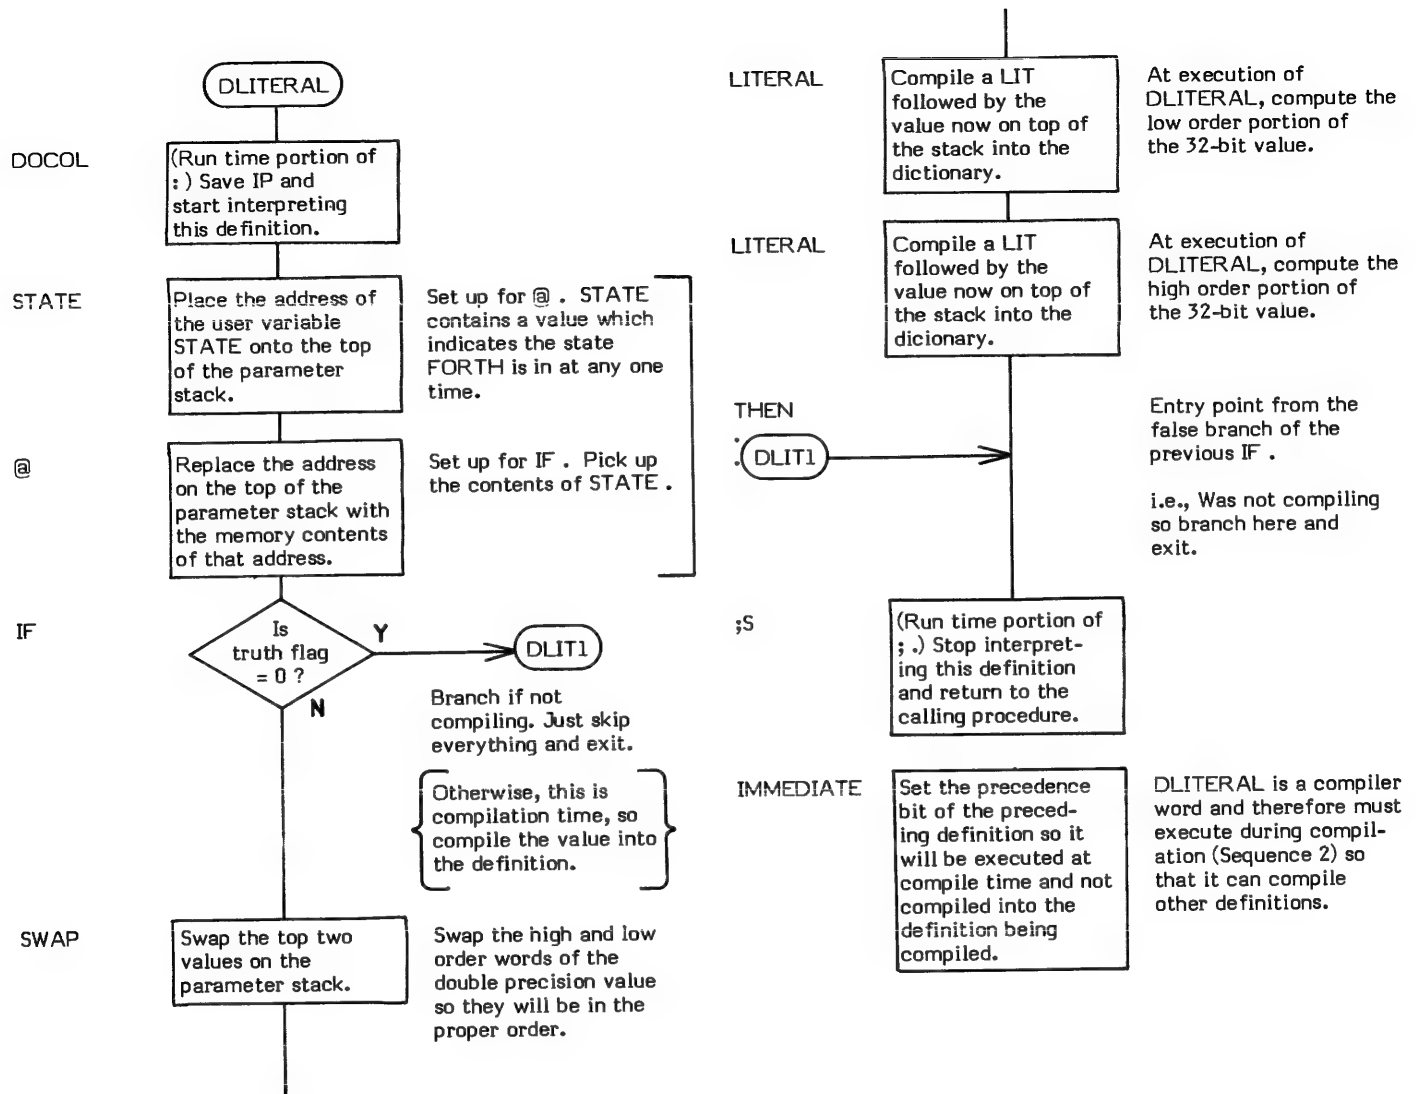 DLITERAL
DOCOL
(Run time portion of
: ) Save IP and
start interpreting
this definition.
STATE
Place the address of
the user variable
STATE onto the top
of the parameter
stack.
Set up for @ . STATE
contains a value which
indicates the state
FORTH is in at any one
time.
@
Replace the address
on the top of the
parameter stack with
the memory contents
of that address.
Set up for IF . Pick up
the contents of STATE .
IF
Is
truth flag
= 0 ?
Y
N
DLIT1
Branch if not
compiling. Just skip
everything and exit.
Otherwise, this is
compilation time, so
compile the value into
the definition.
SWAP
Swap the top two
values on the
parameter stack.
Swap the high and low
order words of the
double precision value
so they will be in the
proper order.
LITERAL
Compile a LIT
followed by the
value now on top of
the stack into the
dictionary.
At execution of
DLITERAL, compute the
low order portion of
the 32-bit value.
LITERAL
Compile a LIT
followed by the
value now on top of
the stack into the
dicionary.
At execution of
DLITERAL, compute the
high order portion of
the 32-bit value.
THEN
: DLIT1
Entry point from the
false branch of the
previous IF .
i.e., Was not compiling
so branch here and
exit.
;S
(Run time portion of
; .) Stop interpret-
ing this definition
and return to the
calling procedure.
IMMEDIATE
Set the precedence
bit of the preced-
ing definition so it
will be executed at
compile time and not
compiled into the
definition being
compiled.
DLITERAL is a compiler
word and therefore must
execute during compil-
ation (Sequence 2) so
that it can compile
other definitions.